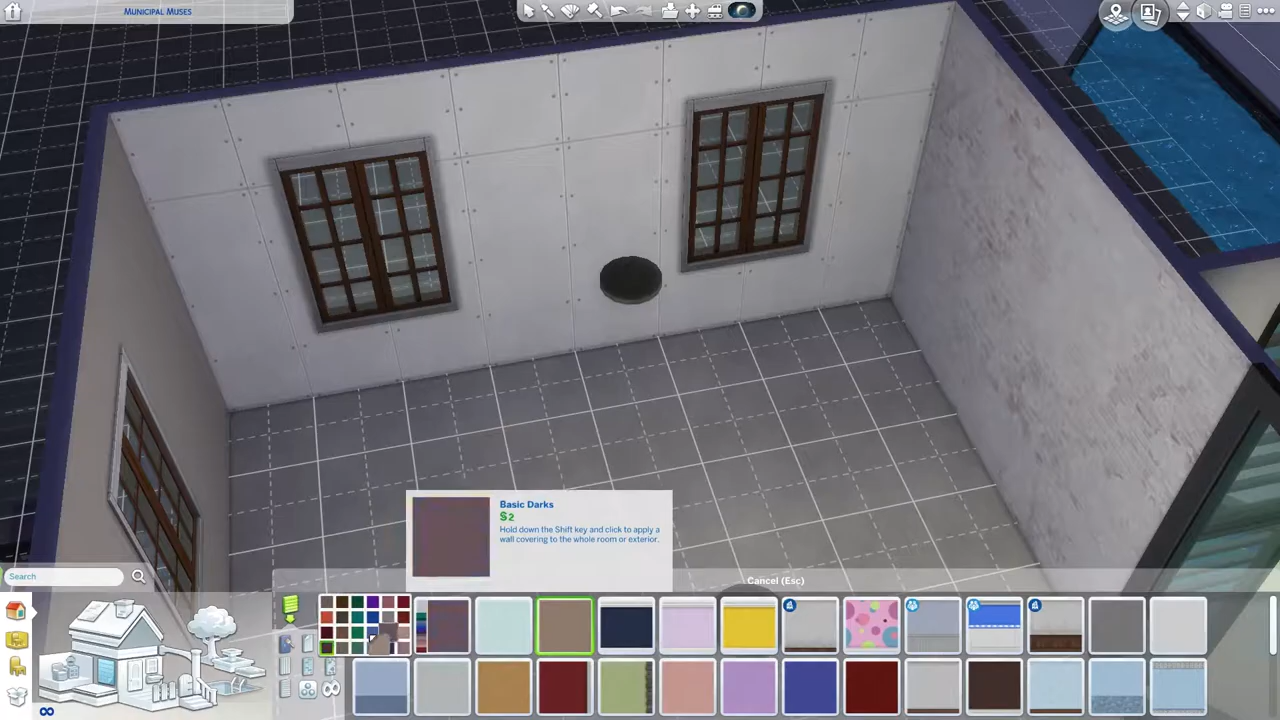 MUNICIPAL MUSES
Basic Darks
§2
Hold down the Shift key and click to apply a
wall covering to the whole room or exterior.
Search
Cancel (Esc)